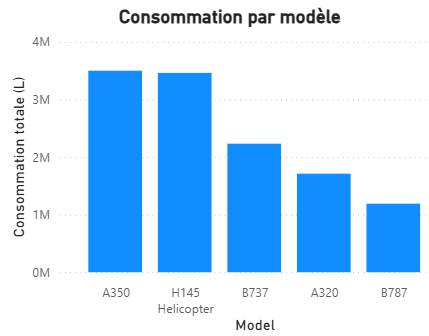 Consommation par modèle
Consommation totale (L)
4M
3M
2M
1M
0M
A350
H145
Helicopter
B737
A320
B787
Model